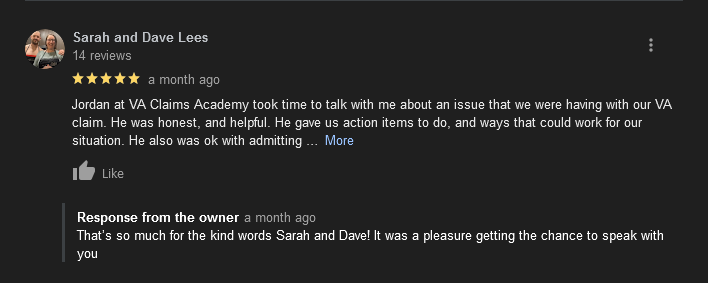 Sarah and Dave Lees
14 reviews
a month ago
Jordan at VA Claims Academy took time to talk with me about an issue that we were having with our VA
claim. He was honest, and helpful. He gave us action items to do, and ways that could work for our
situation. He also was ok with admitting ... More
Like
Response from the owner a month ago
That's so much for the kind words Sarah and Dave! It was a pleasure getting the chance to speak with
you